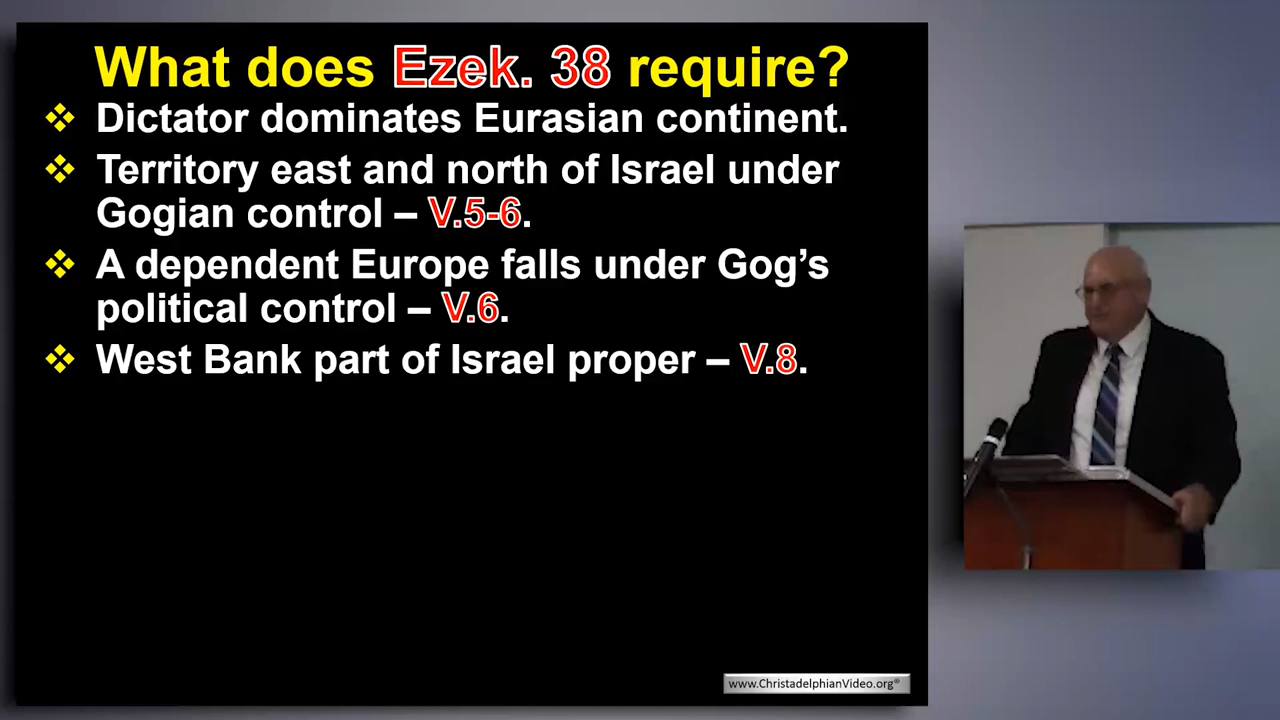 What does Ezek. 38 require?
❖ Dictator dominates Eurasian continent.
❖ Territory east and north of Israel under
Gogian control – V.5-6.
❖ A dependent Europe falls under Gog’s
political control – V.6.
❖ West Bank part of Israel proper – V.8.
www.ChristadelphianVideo.org®